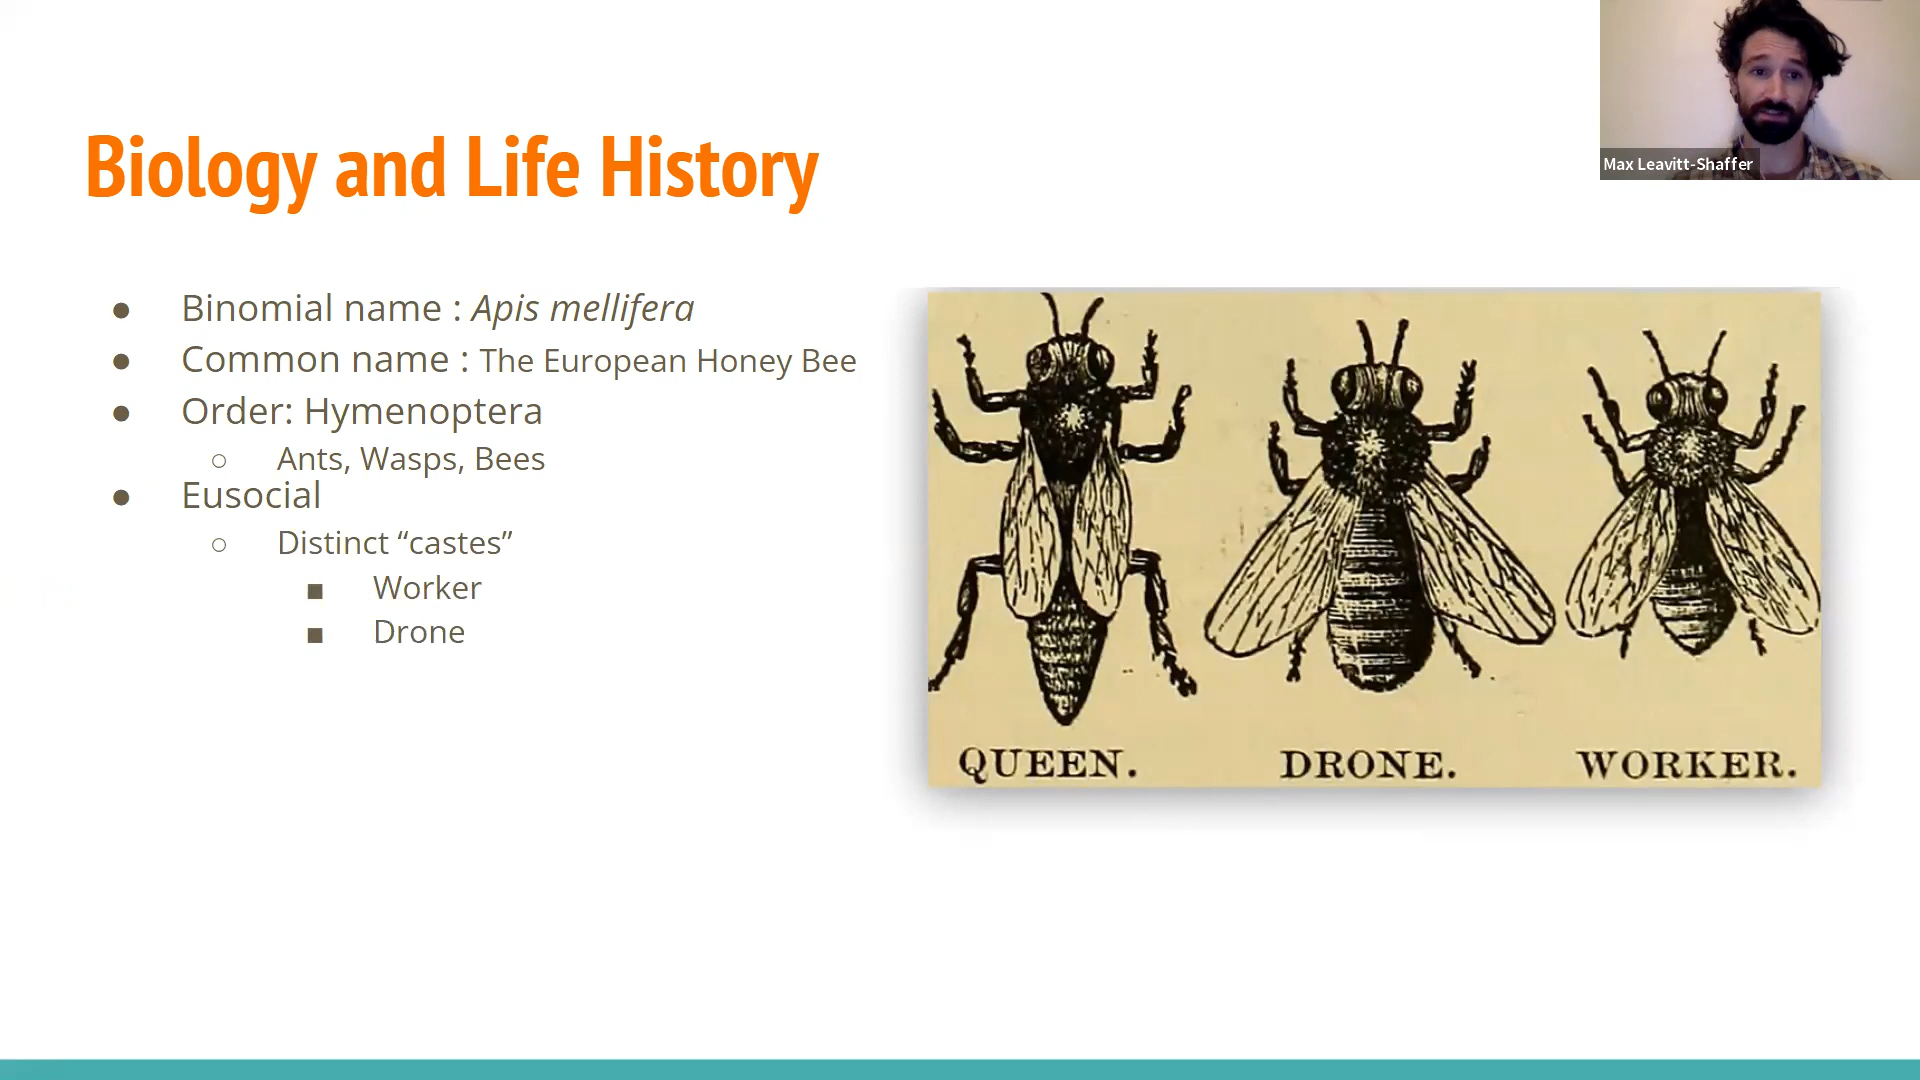 Max Leavitt-Shaffer
Biology and Life History
● Binomial name : Apis mellifera
● Common name : The European Honey Bee
● Order: Hymenoptera
○ Ants, Wasps, Bees
● Eusocial
○ Distinct “castes”
■ Worker
■ Drone
QUEEN. DRONE. WORKER.